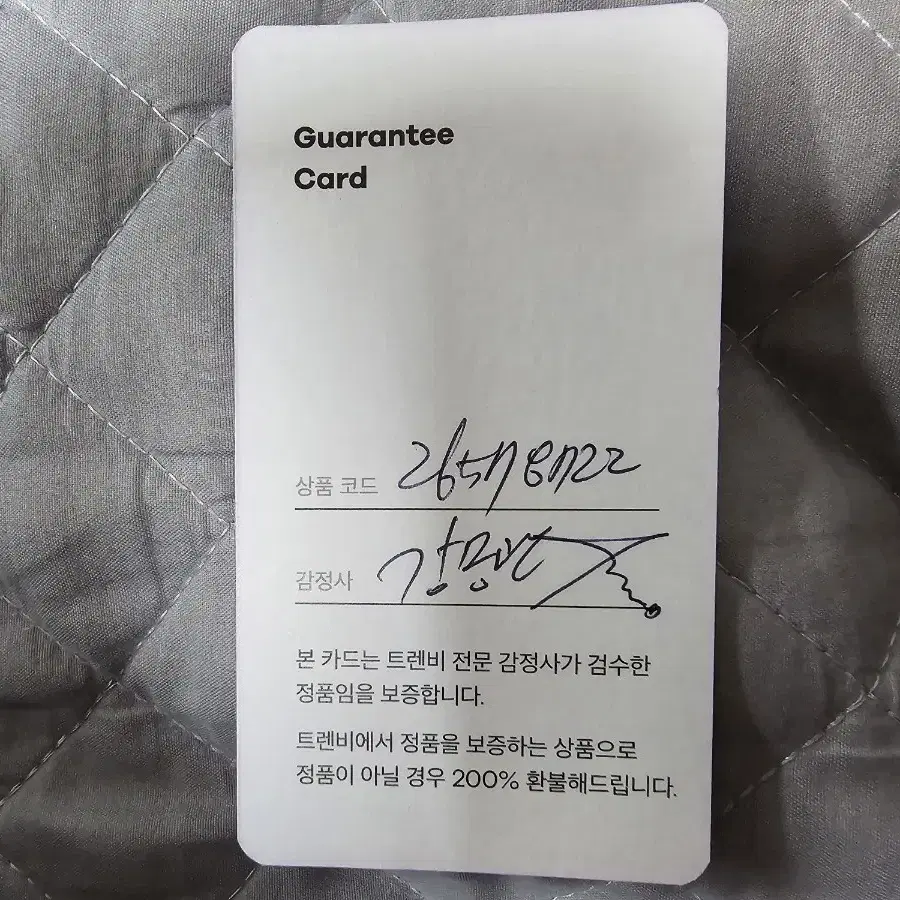 Guarantee
Card
상품 코드
감정사
본 카드는 트렌비 전문 감정사가 검수한
정품임을 보증합니다.
트렌비에서 정품을 보증하는 상품으로
정품이 아닐 경우 200% 환불해드립니다.